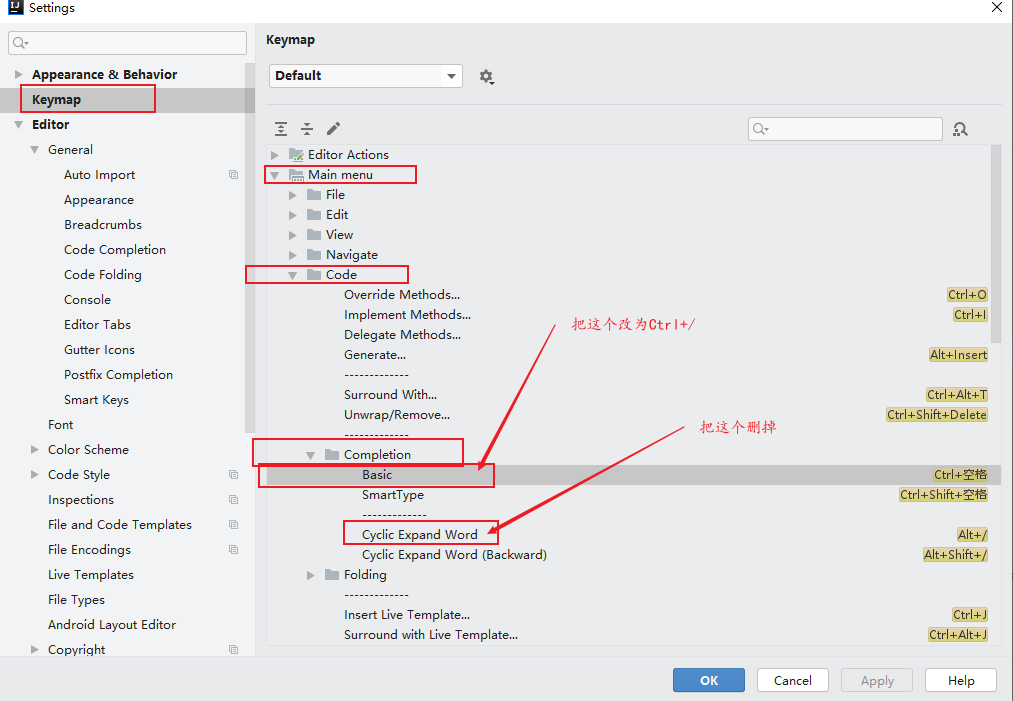 Settings
Keymap
Default
Appearance & Behavior
Keymap
Editor
General
Auto Import
Appearance
Breadcrumbs
Code Completion
Code Folding
Console
Editor Tabs
Gutter Icons
Postfix Completion
Smart Keys
Font
Color Scheme
Code Style
Inspections
File and Code Templates
File Encodings
Live Templates
File Types
Android Layout Editor
Copyright
Editor Actions
Main menu
File
Edit
View
Navigate
Code
Override Methods... Ctrl+O
Implement Methods... Ctrl+I
Delegate Methods...
把这个改为Ctrl+/
Generate... Alt+Insert
-------------
Surround With... Ctrl+Alt+T
Unwrap/Remove... Ctrl+Shift+Delete
把这个删掉
-------------
Completion
Basic Ctrl+空格
SmartType Ctrl+Shift+空格
-------------
Cyclic Expand Word Alt+/
Cyclic Expand Word (Backward) Alt+Shift+/
Folding
-------------
Insert Live Template... Ctrl+J
Surround with Live Template... Ctrl+Alt+J
OK
Cancel
Apply
Help